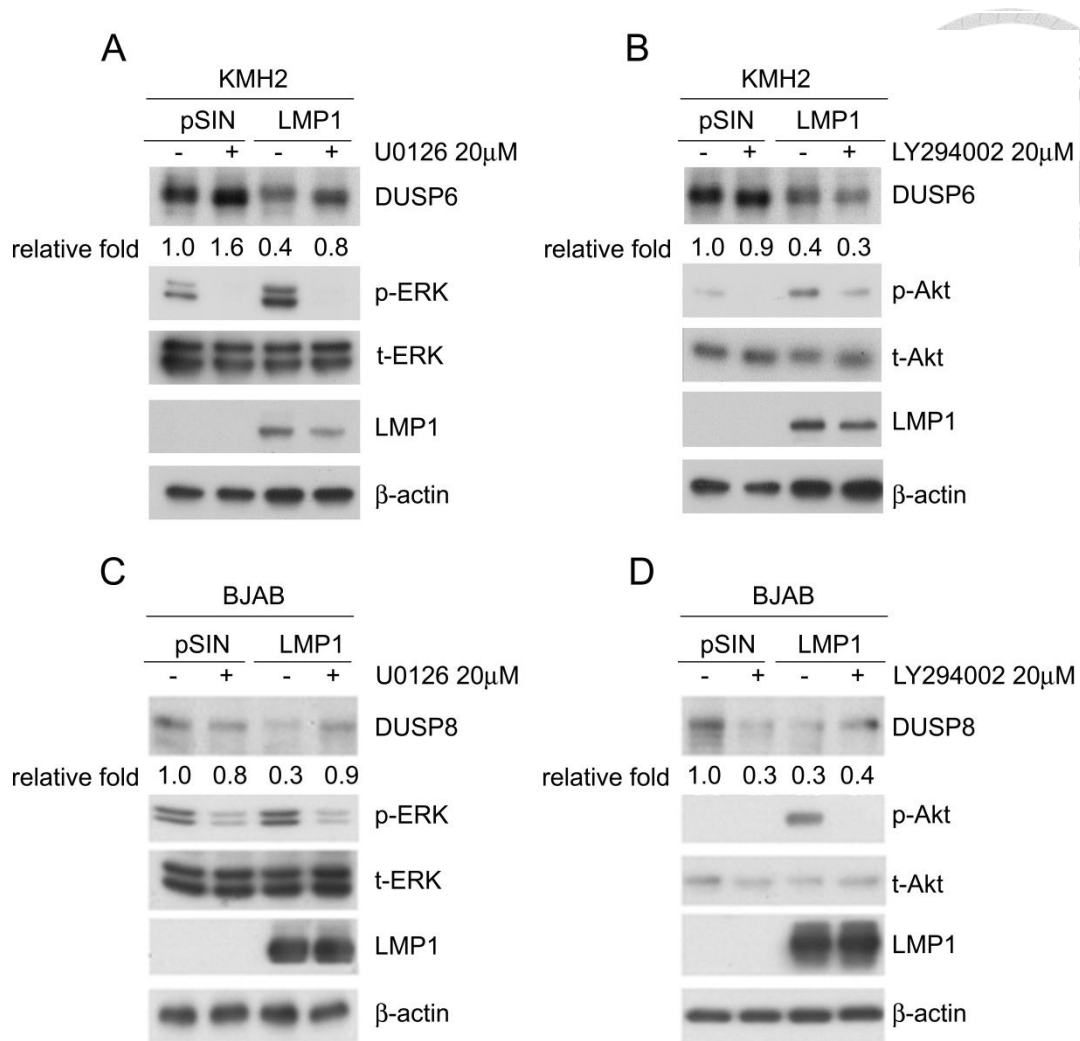 A
KMH2
pSIN LMP1
- + - + U0126 20μM
DUSP6
relative fold 1.0 1.6 0.4 0.8
p-ERK
t-ERK
LMP1
β-actin
B
KMH2
pSIN LMP1
- + - + LY294002 20μM
DUSP6
relative fold 1.0 0.9 0.4 0.3
p-Akt
t-Akt
LMP1
β-actin
C
BJAB
pSIN LMP1
- + - + U0126 20μM
DUSP8
relative fold 1.0 0.8 0.3 0.9
p-ERK
t-ERK
LMP1
β-actin
D
BJAB
pSIN LMP1
- + - + LY294002 20μM
DUSP8
relative fold 1.0 0.3 0.3 0.4
p-Akt
t-Akt
LMP1
β-actin